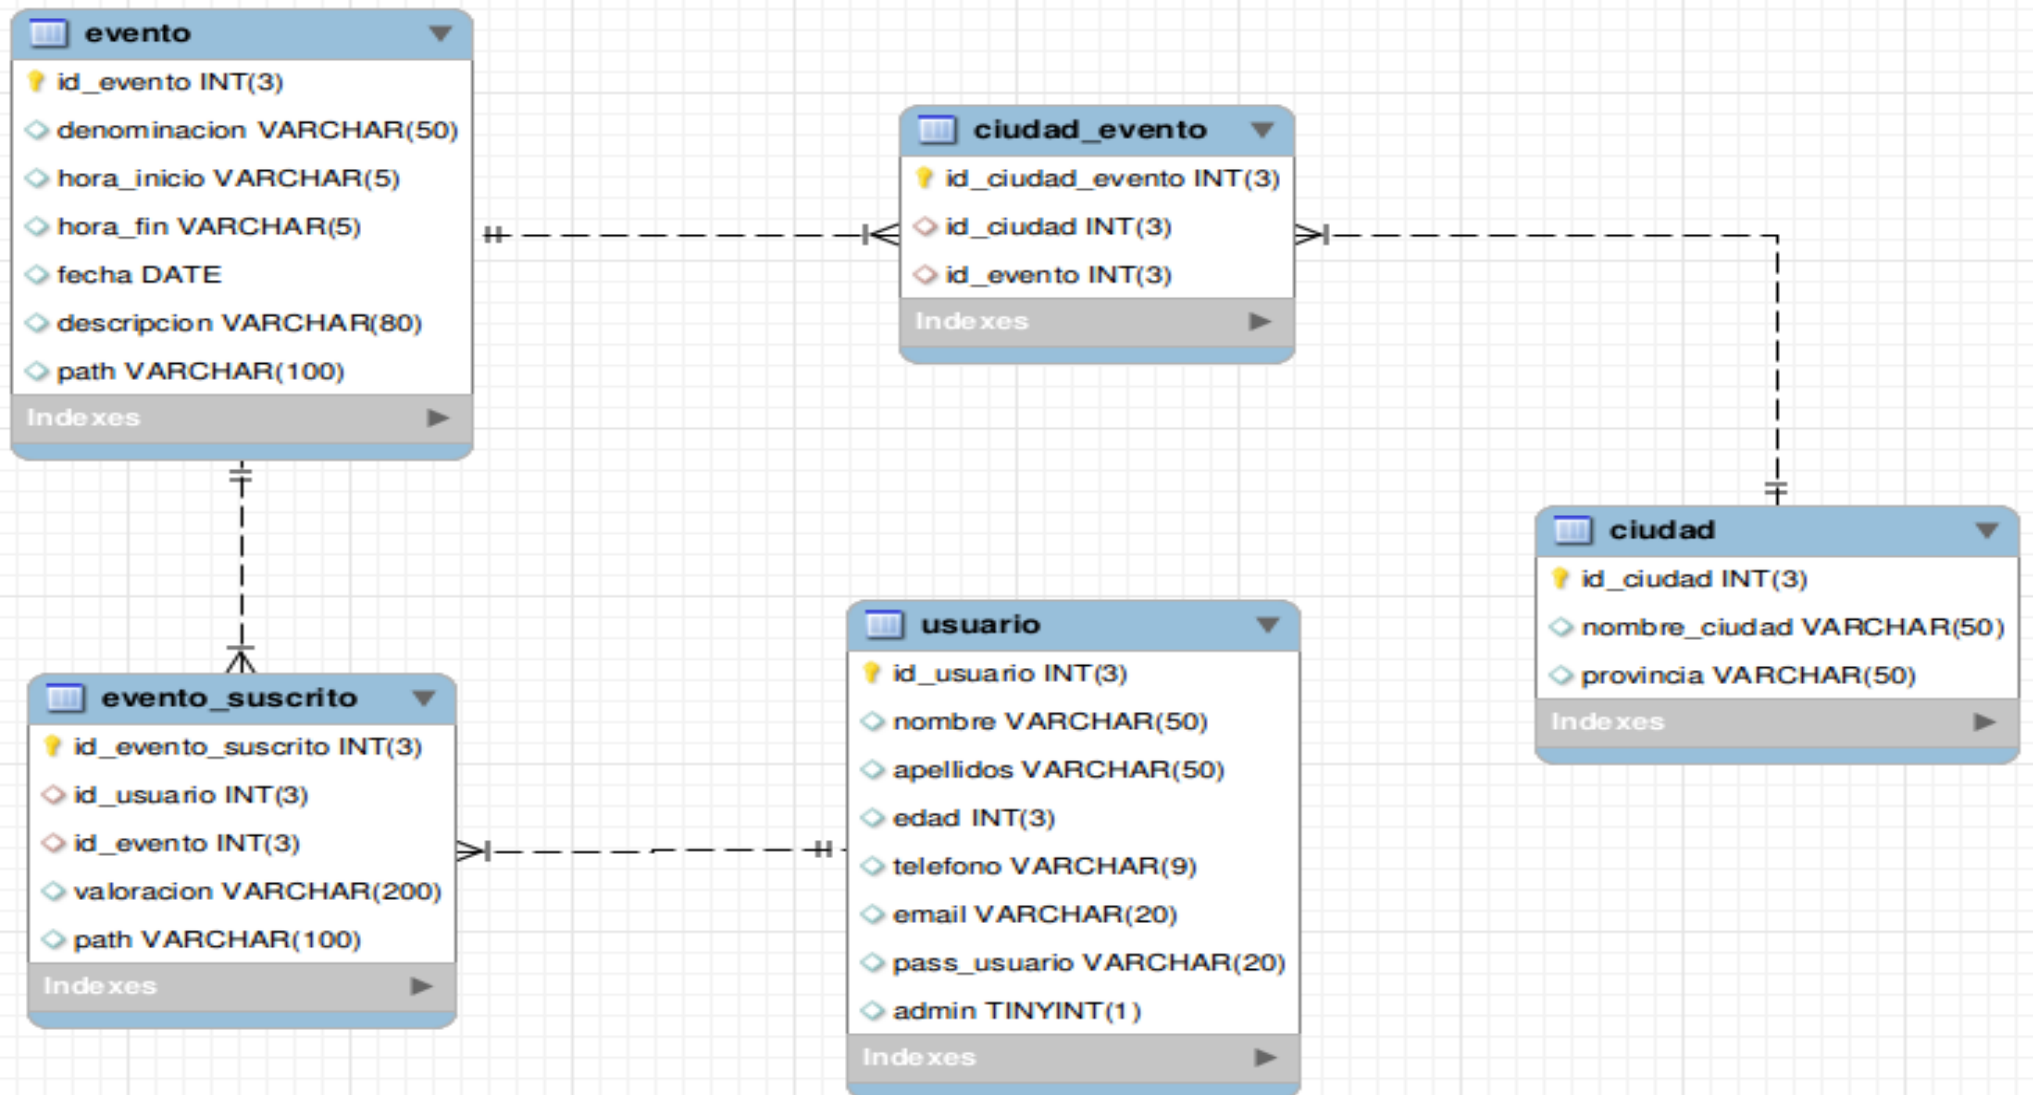 evento
id_evento INT(3)
denominacion VARCHAR(50)
hora_inicio VARCHAR(5)
hora_fin VARCHAR(5)
fecha DATE
descripcion VARCHAR(80)
path VARCHAR(100)
Indexes
ciudad_evento
id_ciudad_evento INT(3)
id_ciudad INT(3)
id_evento INT(3)
Indexes
ciudad
id_ciudad INT(3)
nombre_ciudad VARCHAR(50)
provincia VARCHAR(50)
Indexes
evento_suscrito
id_evento_suscrito INT(3)
id_usuario INT(3)
id_evento INT(3)
valoracion VARCHAR(200)
path VARCHAR(100)
Indexes
usuario
id_usuario INT(3)
nombre VARCHAR(50)
apellidos VARCHAR(50)
edad INT(3)
telefono VARCHAR(9)
email VARCHAR(20)
pass_usuario VARCHAR(20)
admin TINYINT(1)
Indexes